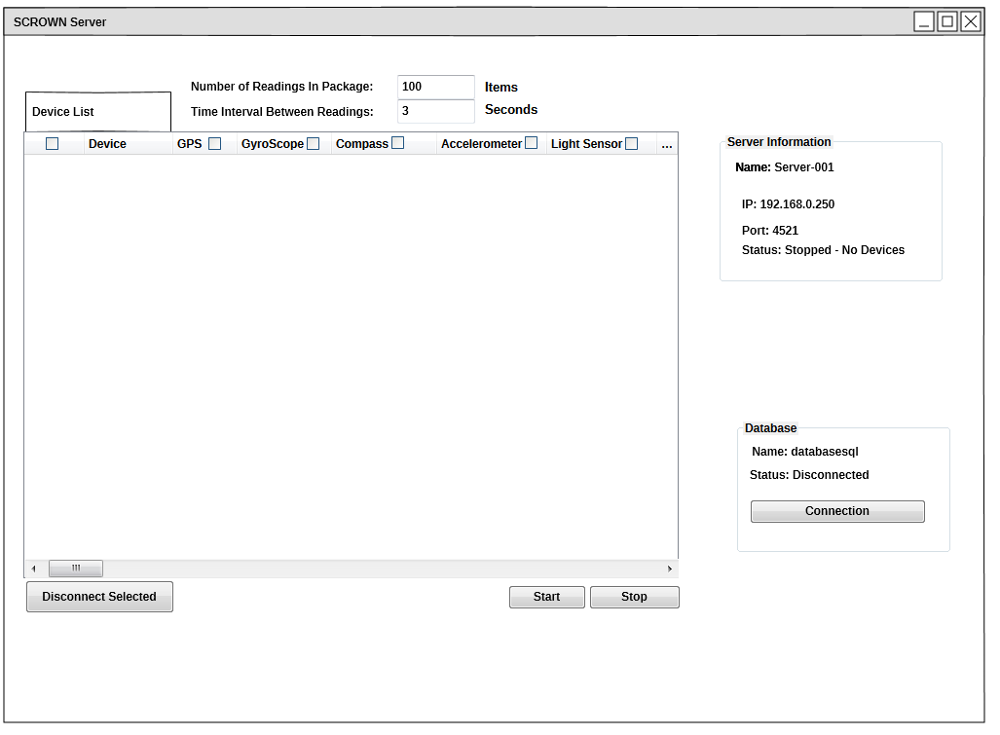 SCROWN Server
Number of Readings In Package: 100 Items
Time Interval Between Readings: 3 Seconds
Device List
Device GPS GyroScope Compass Accelerometer Light Sensor ...
Server Information
Name: Server-001
IP: 192.168.0.250
Port: 4521
Status: Stopped - No Devices
Database
Name: databasesql
Status: Disconnected
Connection
Disconnect Selected Start Stop